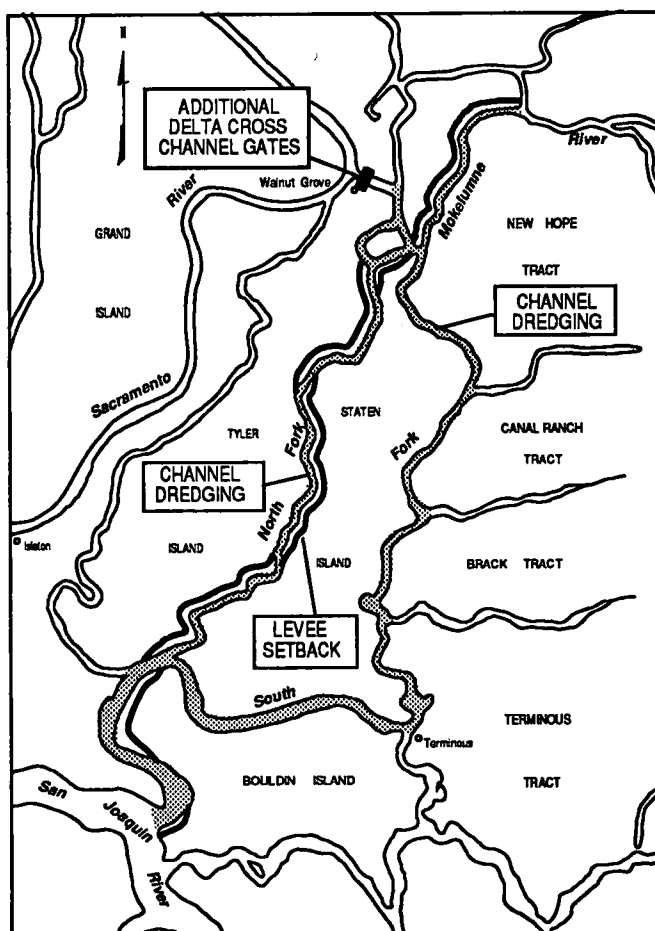 N
ADDITIONAL
DELTA CROSS
CHANNEL GATES
River
Walnut Grove
River
Mokelumne
GRAND
ISLAND
NEW HOPE
TRACT
CHANNEL
DREDGING
Sacramento
TYLER
STATEN
Fork
Fork
CANAL RANCH
TRACT
CHANNEL
DREDGING
North
Isleton
ISLAND
ISLAND
BRACK TRACT
LEVEE
SETBACK
South
TERMINOUS
Terminous
BOULDIN ISLAND
TRACT
San
Joaquin
River